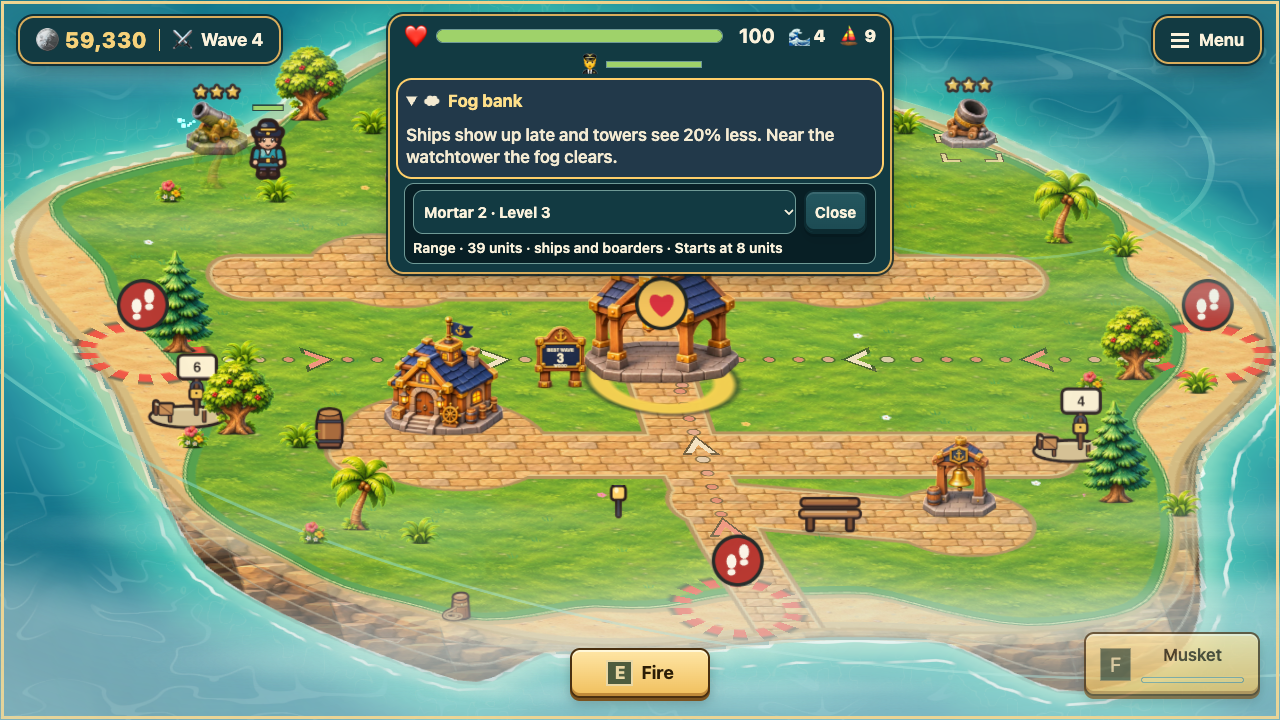 59,330
Wave 4
100
4
9
Menu
Fog bank
Ships show up late and towers see 20% less. Near the
watchtower the fog clears.
Mortar 2 · Level 3
Close
Range · 39 units · ships and boarders · Starts at 8 units
BEST WAVE
3
6
4
E Fire
F Musket